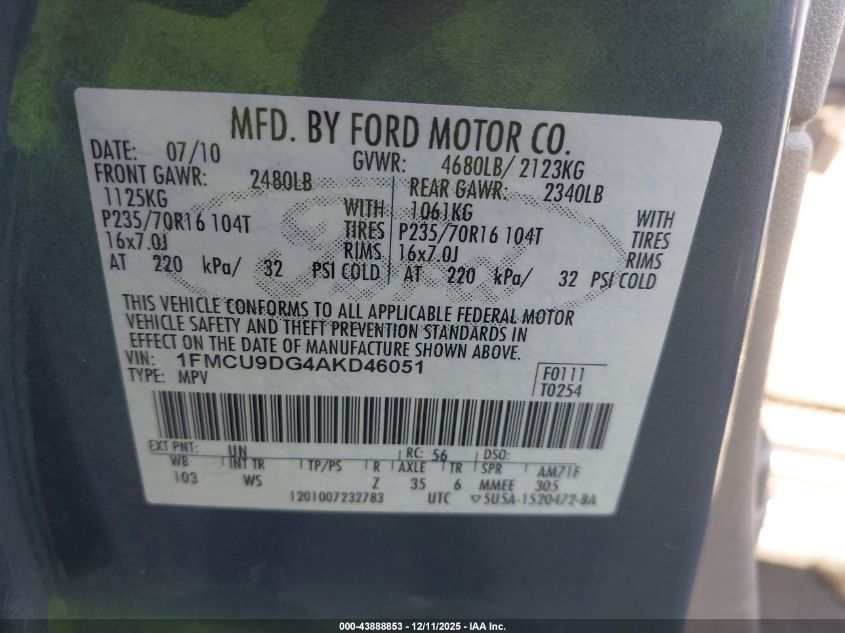 MFD. BY FORD MOTOR CO.
DATE: 07/10 GVWR: 4680LB/ 2123KG
FRONT GAWR: 2480LB REAR GAWR: 2340LB
1125KG WITH 1061KG WITH
P235/70R16 104T TIRES P235/70R16 104T TIRES
16x7.0J RIMS 16x7.0J RIMS
AT 220 kPa/ 32 PSI COLD AT 220 kPa/ 32 PSI COLD
THIS VEHICLE CONFORMS TO ALL APPLICABLE FEDERAL MOTOR
VEHICLE SAFETY AND THEFT PREVENTION STANDARDS IN
EFFECT ON THE DATE OF MANUFACTURE SHOWN ABOVE.
VIN: 1FMCU9DG4AKD46051 F0111
TYPE: MPV T0254
EXT PNT: UN RC: 56 DSO:
WB INT TR TP/PS R AXLE TR SPR AM71F
103 WS Z 35 6 MMEE 305
1201007232783 UTC ▽5U5A-1520472-BA
000-43888853 - 12/11/2025 - IAA Inc.